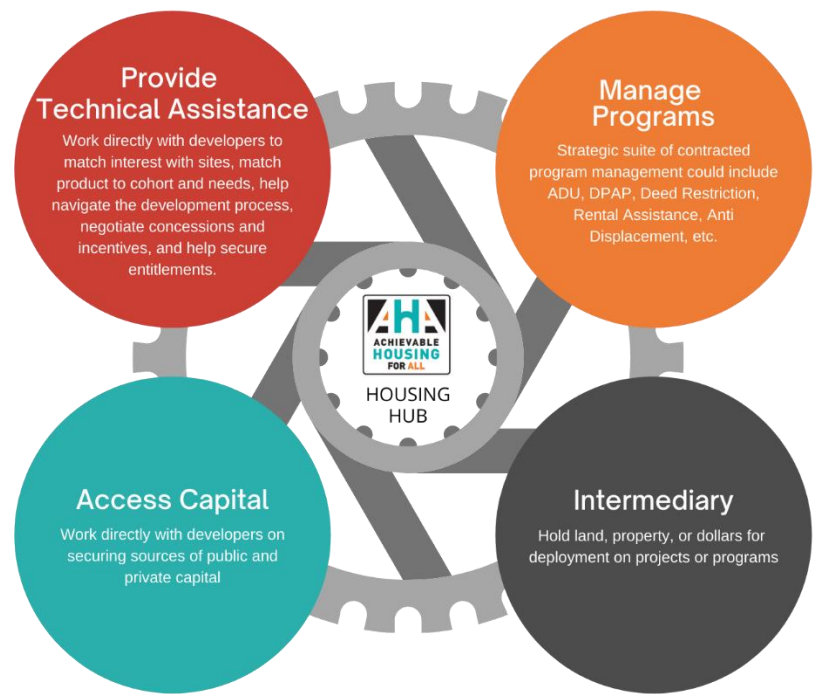 Provide
Technical Assistance
Work directly with developers to
match interest with sites, match
product to cohort and needs, help
navigate the development process,
negotiate concessions and
incentives, and help secure
entitlements.
Manage
Programs
Strategic suite of contracted
program management could include
ADU, DPAP, Deed Restriction,
Rental Assistance, Anti
Displacement, etc.
AHA
ACHIEVABLE
HOUSING
FOR ALL
HOUSING
HUB
Access Capital
Work directly with developers on
securing sources of public and
private capital
Intermediary
Hold land, property, or dollars for
deployment on projects or programs